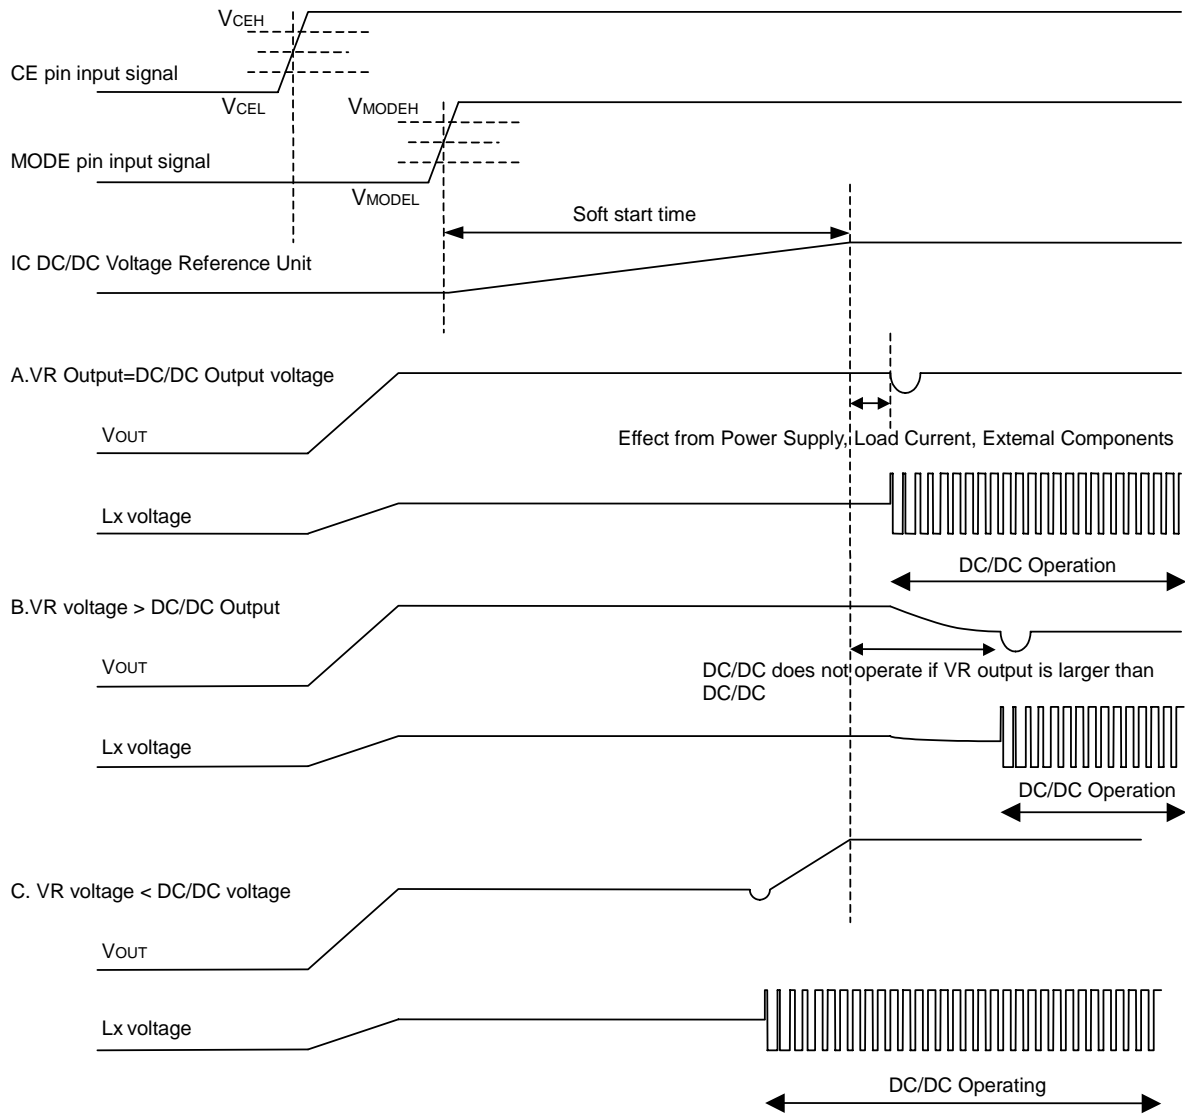 VCEH
CE pin input signal
VCEL
VMODEH
MODE pin input signal
VMODEL
Soft start time
IC DC/DC Voltage Reference Unit
A.VR Output=DC/DC Output voltage
VOUT
Effect from Power Supply, Load Current, External Components
Lx voltage
DC/DC Operation
B.VR voltage > DC/DC Output
VOUT
DC/DC does not operate if VR output is larger than
DC/DC
Lx voltage
DC/DC Operation
C. VR voltage < DC/DC voltage
VOUT
Lx voltage
DC/DC Operating